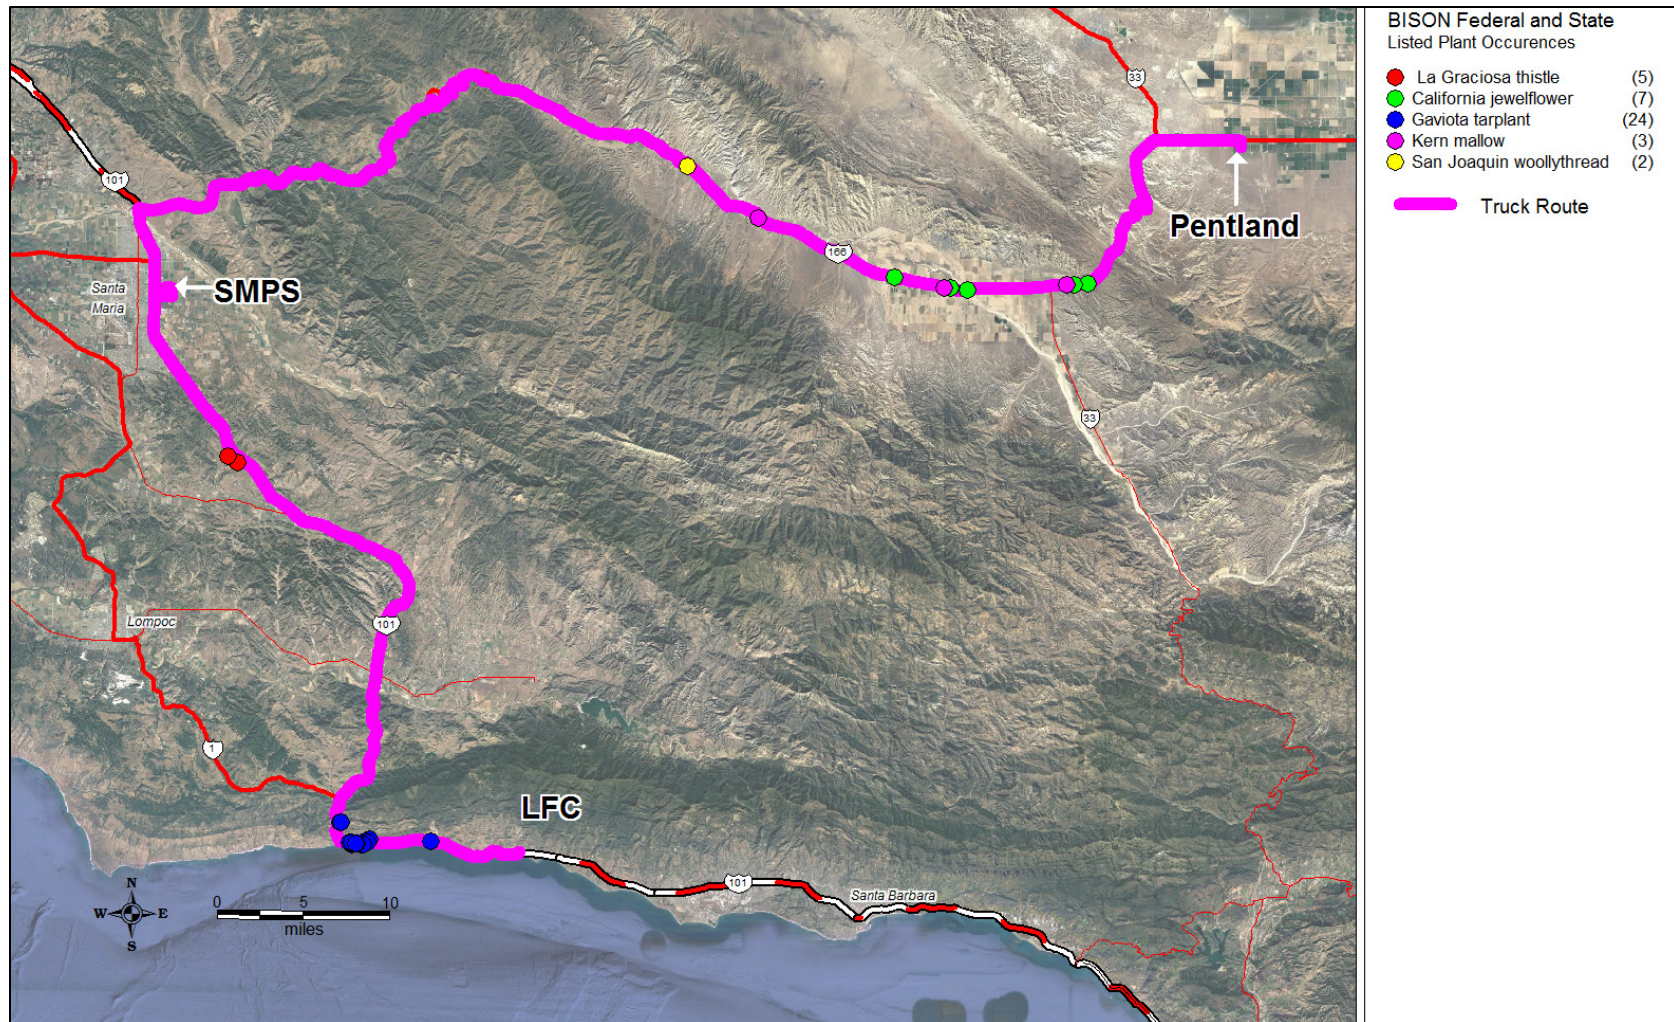 BISON Federal and State
Listed Plant Occurences
La Graciosa thistle (5)
California jewelflower (7)
Gaviota tarplant (24)
Kern mallow (3)
San Joaquin woollythread (2)
Truck Route
33
101
Pentland
166
SMPS
Santa
Maria
33
101
Lompoc
1
LFC
101
Santa Barbara
N
W E
S
0 5 10
miles